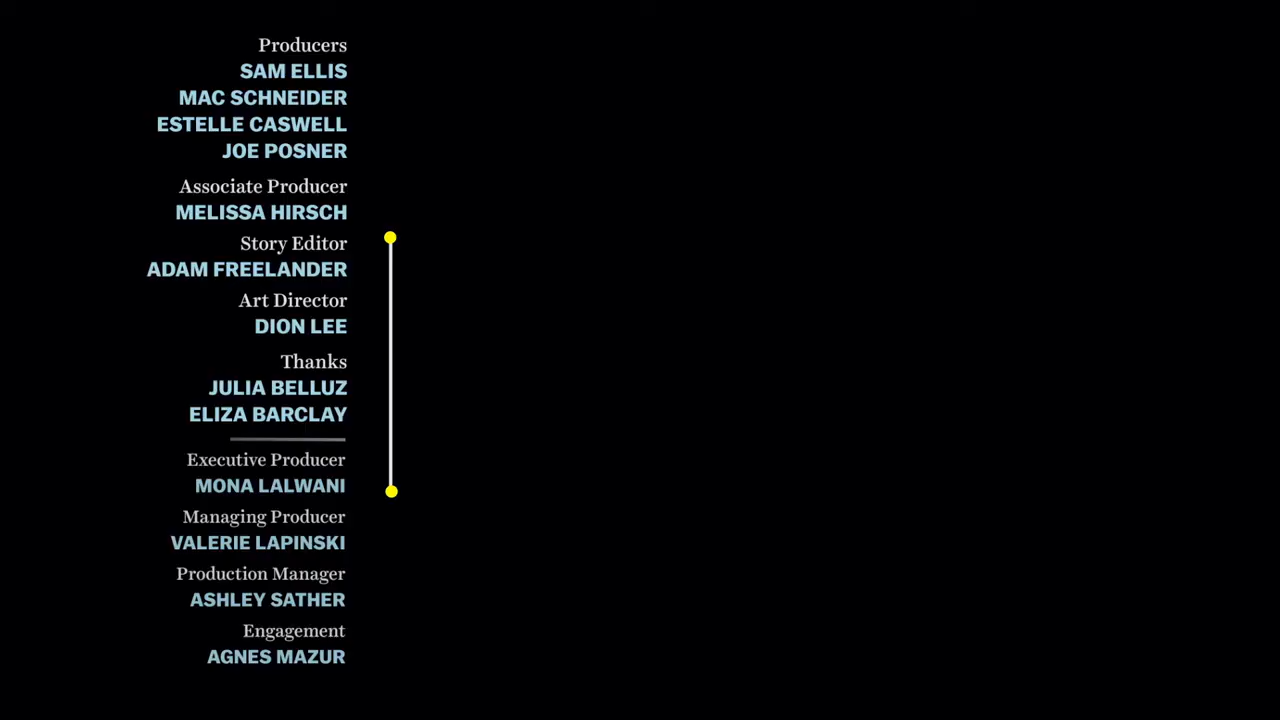 Producers
SAM ELLIS
MAC SCHNEIDER
ESTELLE CASWELL
JOE POSNER
Associate Producer
MELISSA HIRSCH
Story Editor
ADAM FREELANDER
Art Director
DION LEE
Thanks
JULIA BELLUZ
ELIZA BARCLAY
Executive Producer
MONA LALWANI
Managing Producer
VALERIE LAPINSKI
Production Manager
ASHLEY SATHER
Engagement
AGNES MAZUR